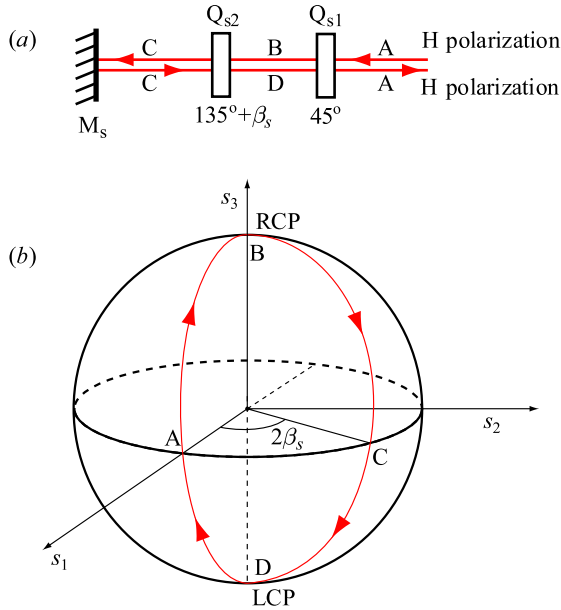 (a)
Q_s2 Q_s1
C B A H polarization
C D A H polarization
M_s 135°+β_s 45°
(b)
s_3
RCP
B
A 2β_s s_2
C
s_1
D
LCP